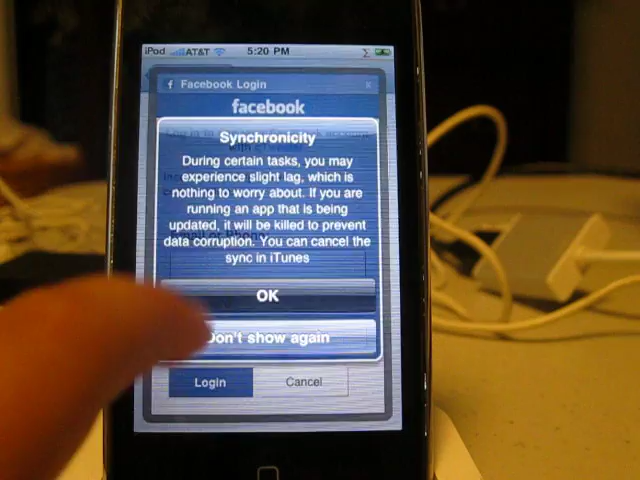 iPod AT&T 5:20 PM
f Facebook Login x
facebook
Synchronicity
During certain tasks, you may
experience slight lag, which is
nothing to worry about. If you are
running an app that is being
updated, it will be killed to prevent
data corruption. You can cancel the
sync in iTunes
OK
Don't show again
Login Cancel